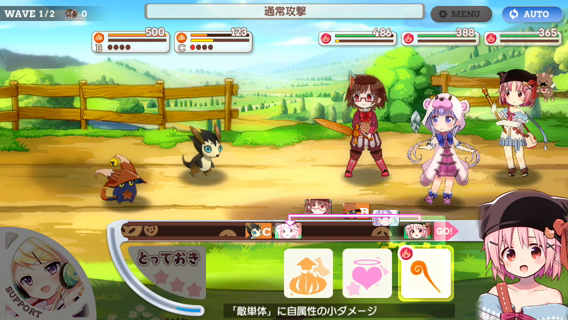 WAVE 1/2 0
通常攻撃
MENU
AUTO
500
B
123
C
486
388
365
C
GO!
とっておき
SUPPORT
「敵単体」に自属性の小ダメージ